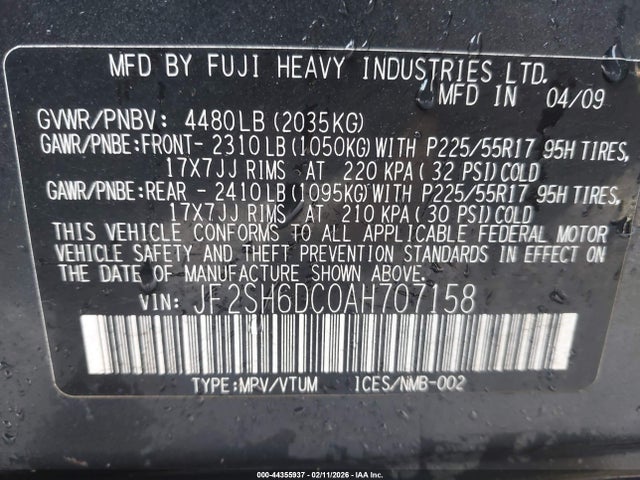 MFD BY FUJI HEAVY INDUSTRIES LTD.
MFD IN 04/09
GVWR/PNBV: 4480LB(2035KG)
GAWR/PNBE:FRONT-2310LB(1050KG)WITH P225/55R17 95H TIRES,
17X7JJ RIMS AT 220 KPA( 32 PSI)COLD
GAWR/PNBE:REAR -2410LB(1095KG)WITH P225/55R17 95H TIRES,
17X7JJ RIMS AT 210 KPA( 30 PSI)COLD
THIS VEHICLE CONFORMS TO ALL APPLICABLE FEDERAL MOTOR
VEHICLE SAFETY AND THEFT PREVENTION STANDARDS IN EFFECT ON
THE DATE OF MANUFACTURE SHOWN ABOVE.
VIN: JF2SH6DC0AH707158
TYPE:MPV/VTUM ICES/NMB-002
000-44355937 - 02/11/2026 - Copyright IAA, Inc.